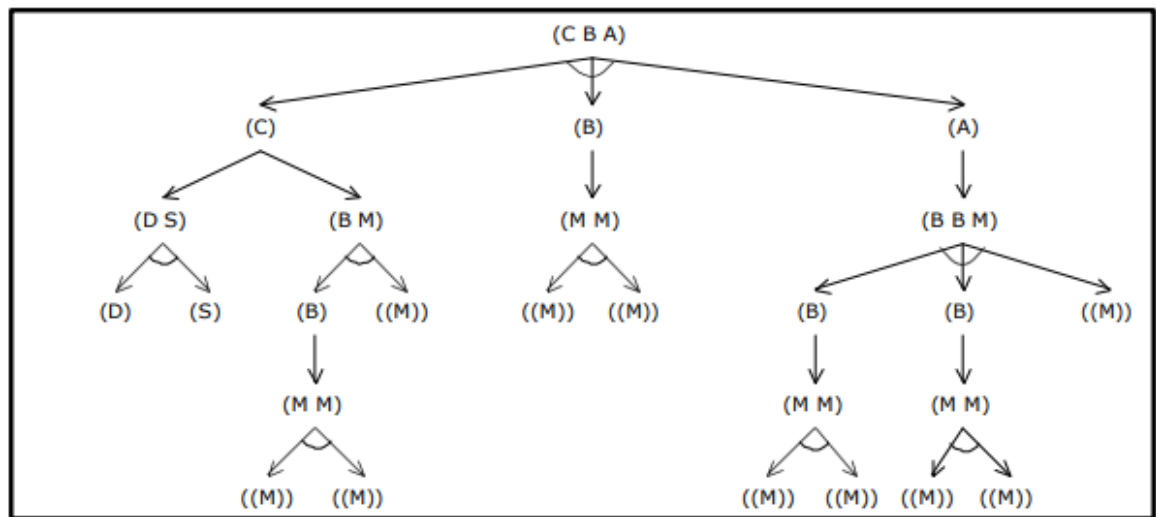 (C B A)
(C) (B) (A)
(D S) (B M) (M M) (B B M)
(D) (S) (B) ((M)) ((M)) ((M)) (B) (B) ((M))
(M M) (M M) (M M)
((M)) ((M)) ((M)) ((M)) ((M)) ((M))